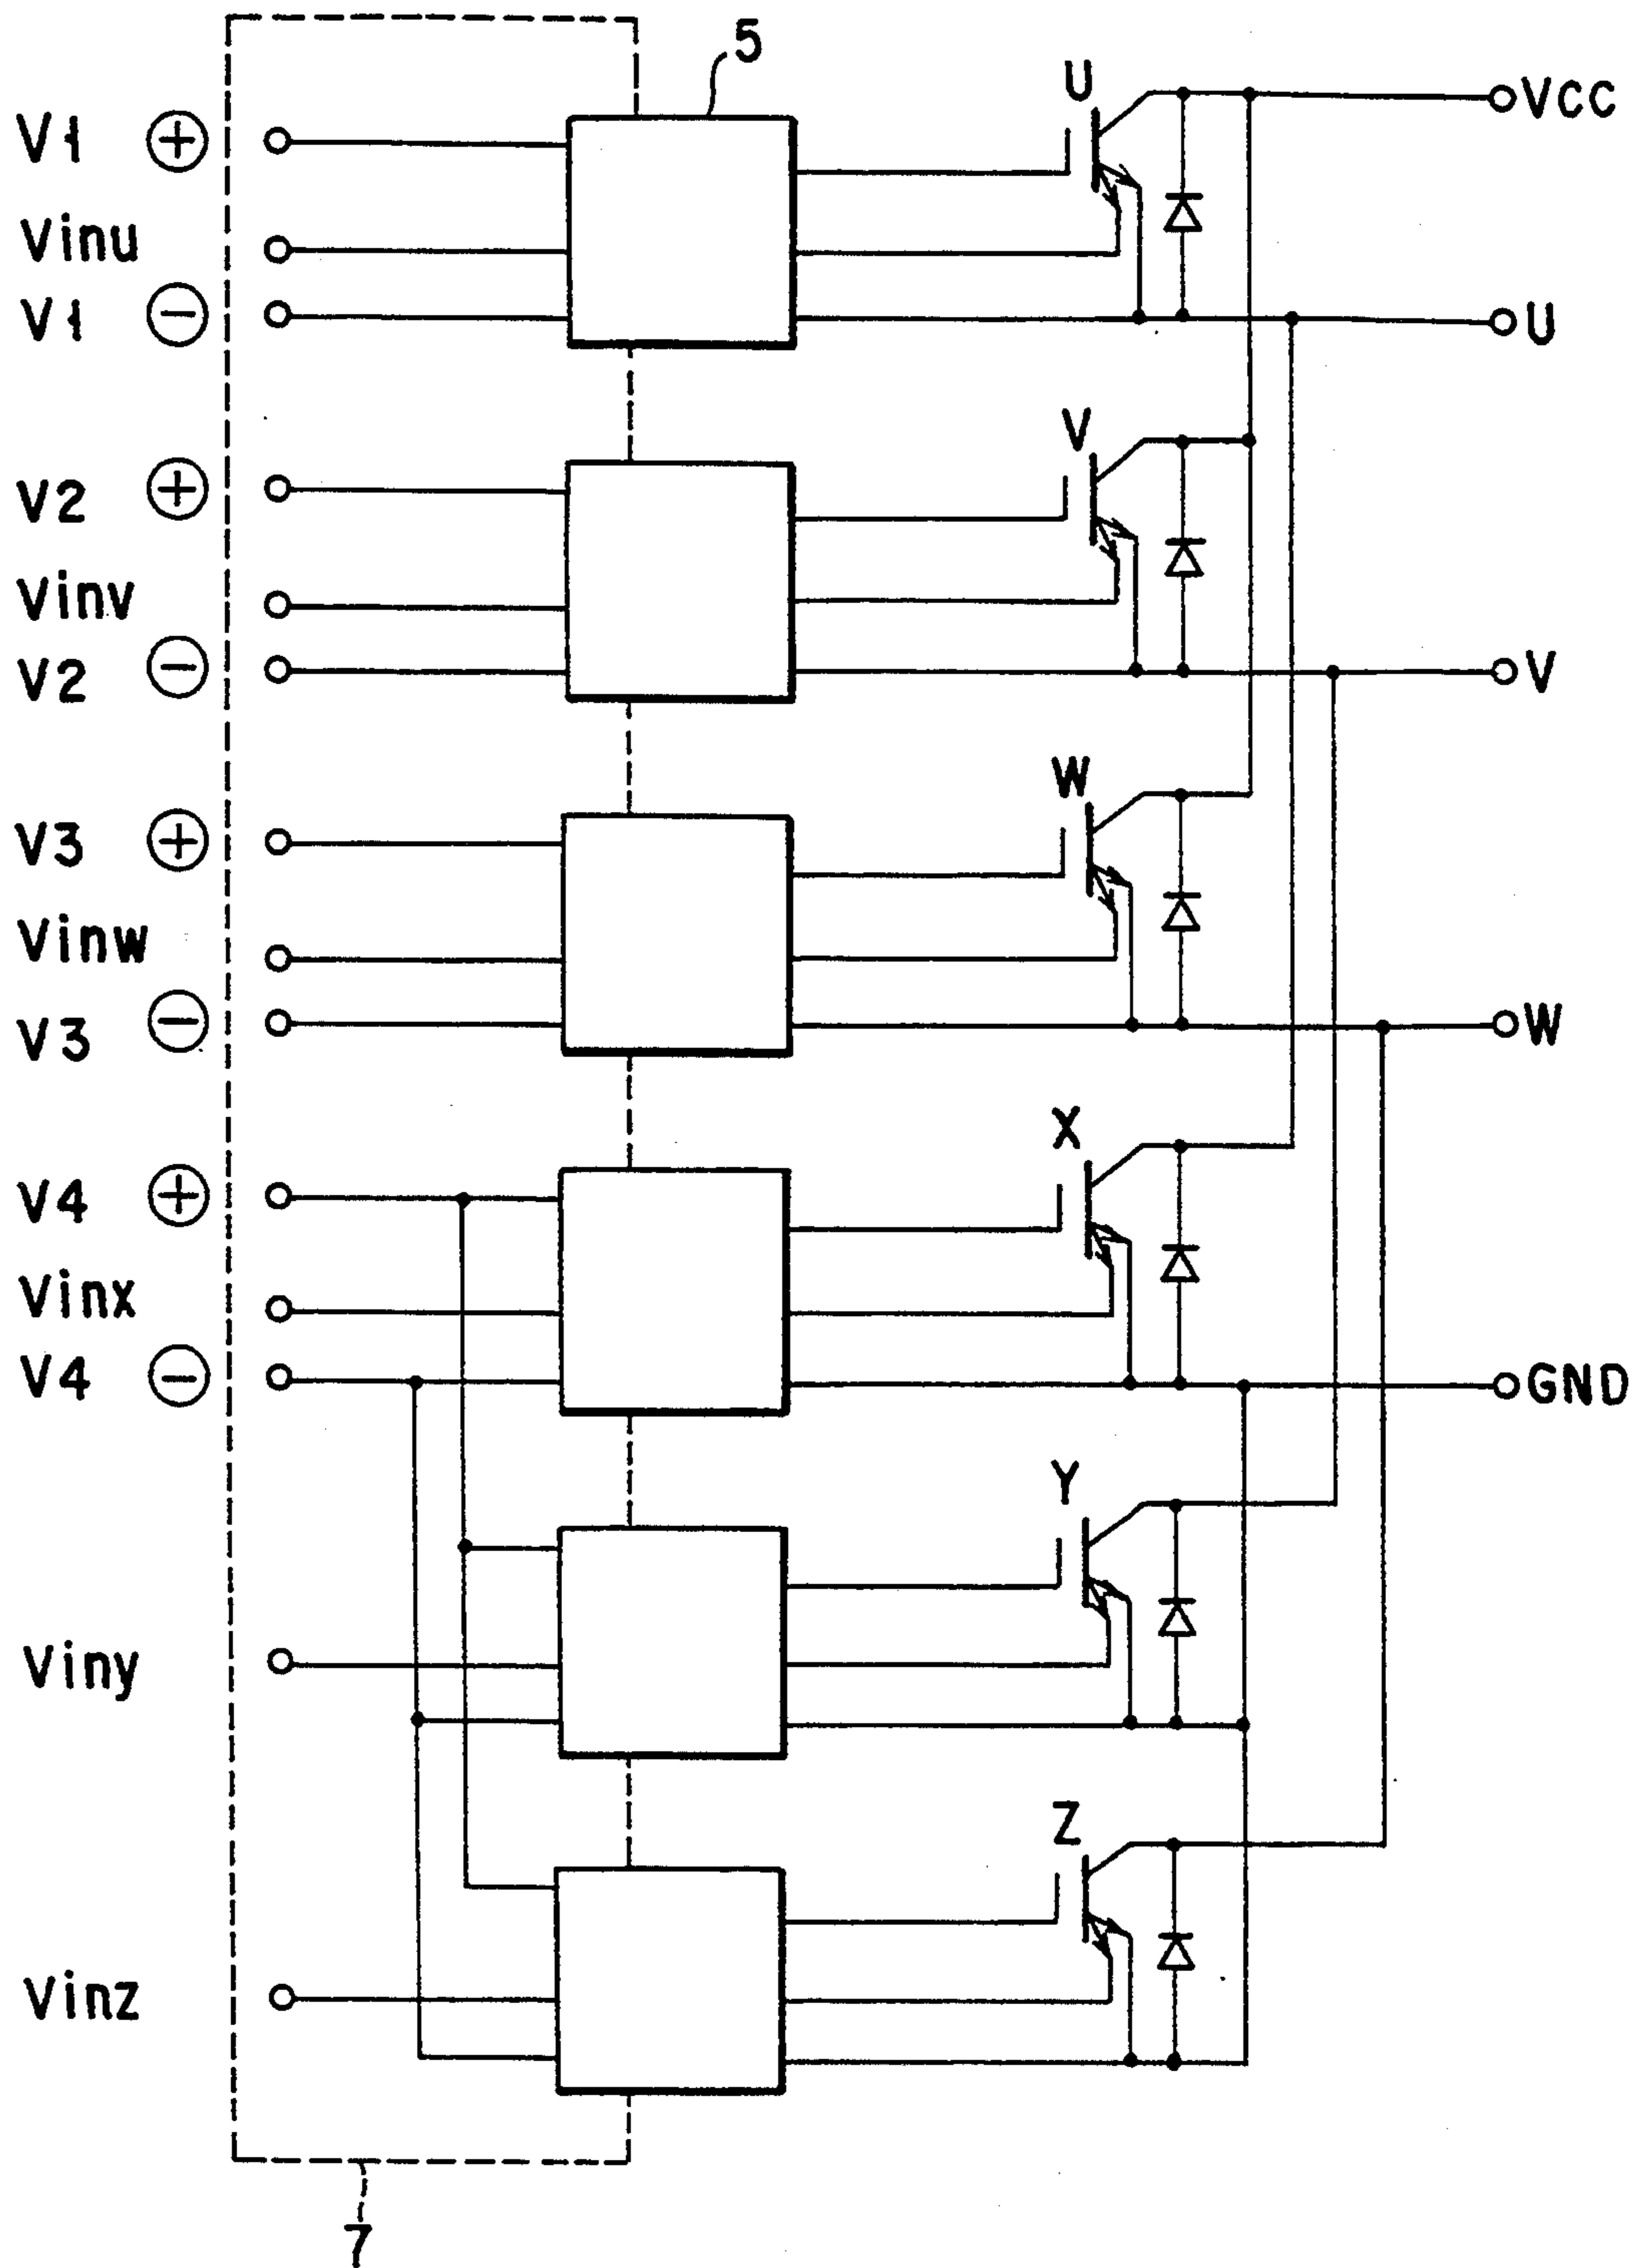 5
U
Vcc
V1 ⊕
Vinu
V1 ⊖
U
V
V2 ⊕
Vinv
V2 ⊖
V
W
V3 ⊕
Vinw
V3 ⊖
W
X
V4 ⊕
Vinx
V4 ⊖
GND
Y
Viny
Z
Vinz
7